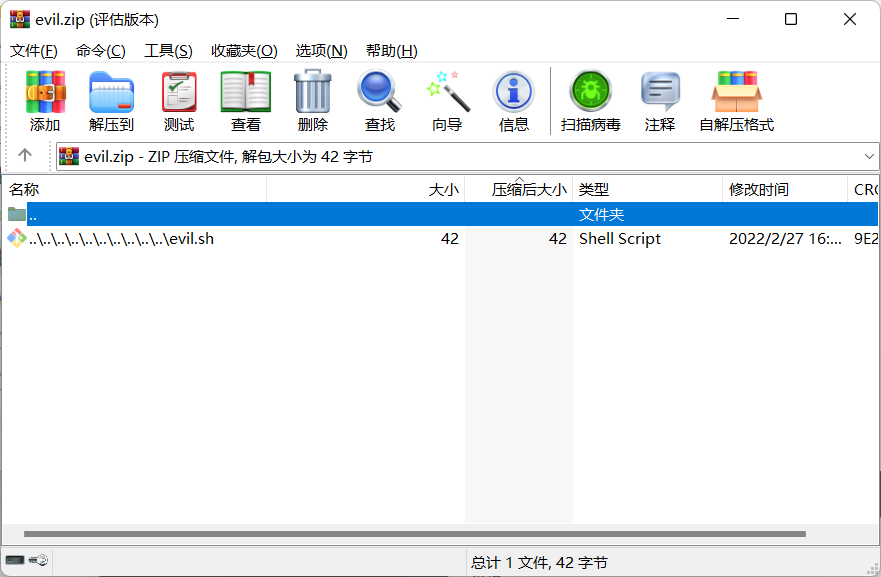 evil.zip (评估版本)
文件(F) 命令(C) 工具(S) 收藏夹(O) 选项(N) 帮助(H)
添加 解压到 测试 查看 删除 查找 向导 信息 扫描病毒 注释 自解压格式
evil.zip - ZIP 压缩文件, 解包大小为 42 字节
名称 大小 压缩后大小 类型 修改时间 CRC
.. 文件夹
..\..\..\..\..\..\..\..\..\..\evil.sh 42 42 Shell Script 2022/2/27 16:... 9E2
总计 1 文件, 42 字节